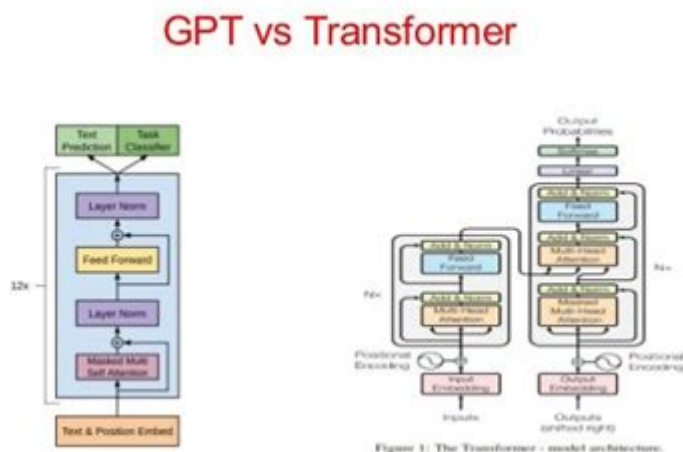 GPT vs Transformer
Text
Prediction
Task
Classifier
Layer Norm
Feed Forward
12x
Layer Norm
Masked Multi
Self Attention
Text & Position Embed
Output
Probabilities
Softmax
Linear
Add & Norm
Feed
Forward
Add & Norm
Multi-Head
Attention
Add & Norm
Feed
Forward
N×
Add & Norm
Masked
Multi-Head
Attention
N×
Add & Norm
Multi-Head
Attention
Positional
Encoding
Positional
Encoding
Input
Embedding
Output
Embedding
Inputs
Outputs
(shifted right)
Figure 1: The Transformer - model architecture.